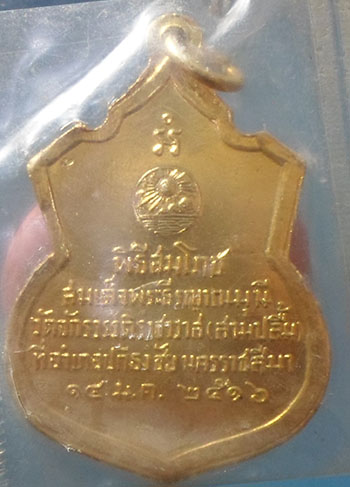 พิธีสมโภช
สมเด็จพระธีรญาณมุนี
วัดจักรวรรดิราชาวาส (สามปลื้ม)
ที่อำเภอปักธงชัย นครราชสีมา
๑๔ ม.ค. ๒๕๑๖